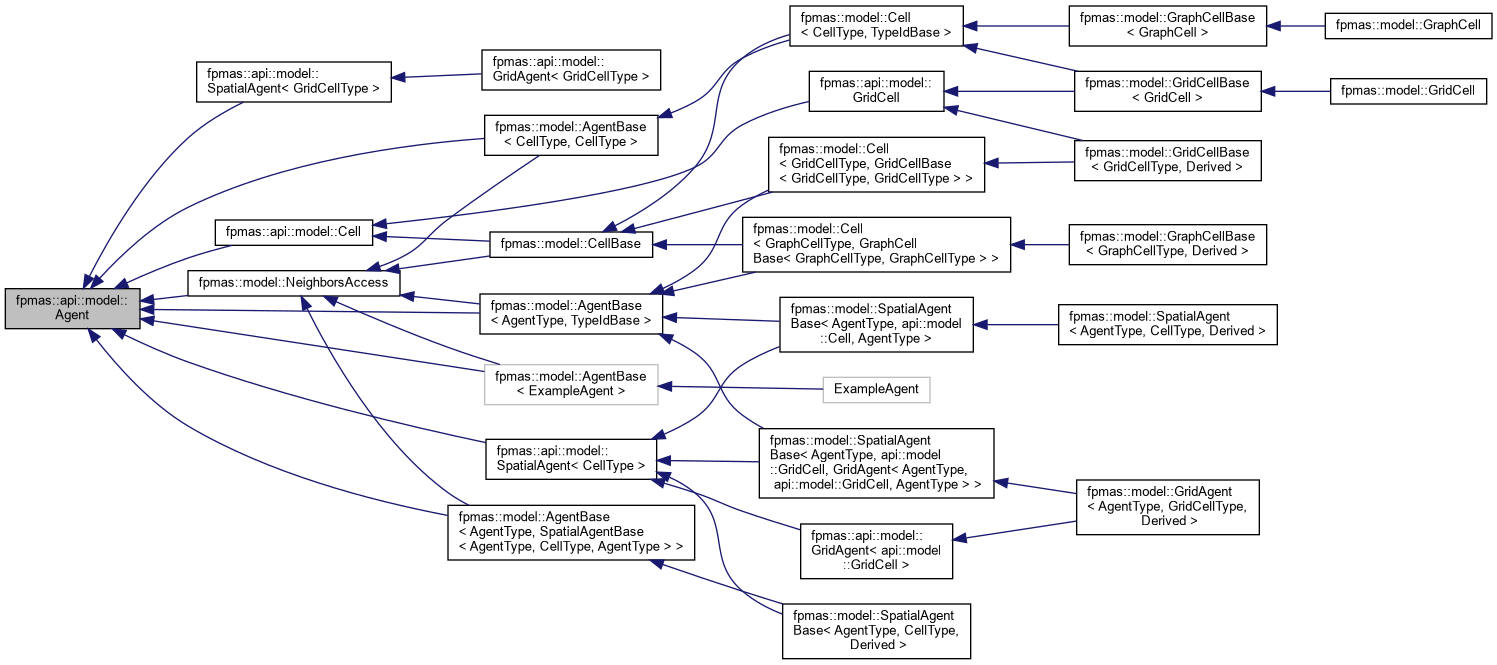 fpmas::api::model::
Agent
fpmas::api::model::
SpatialAgent< GridCellType >
fpmas::model::AgentBase
< CellType, CellType >
fpmas::api::model::Cell
fpmas::model::NeighborsAccess
fpmas::model::AgentBase
< AgentType, TypeIdBase >
fpmas::model::AgentBase
< ExampleAgent >
fpmas::api::model::
SpatialAgent< CellType >
fpmas::model::AgentBase
< AgentType, SpatialAgentBase
< AgentType, CellType, AgentType > >
fpmas::api::model::
GridAgent< GridCellType >
fpmas::model::CellBase
fpmas::model::Cell
< CellType, TypeIdBase >
fpmas::api::model::
GridCell
fpmas::model::Cell
< GridCellType, GridCellBase
< GridCellType, GridCellType > >
fpmas::model::Cell
< GraphCellType, GraphCell
Base< GraphCellType, GraphCellType > >
fpmas::model::SpatialAgent
Base< AgentType, api::model
::Cell, AgentType >
ExampleAgent
fpmas::model::SpatialAgent
Base< AgentType, api::model
::GridCell, GridAgent< AgentType,
api::model::GridCell, AgentType > >
fpmas::api::model::
GridAgent< api::model
::GridCell >
fpmas::model::SpatialAgent
Base< AgentType, CellType,
Derived >
fpmas::model::GraphCellBase
< GraphCell >
fpmas::model::GridCellBase
< GridCell >
fpmas::model::GridCellBase
< GridCellType, Derived >
fpmas::model::GraphCellBase
< GraphCellType, Derived >
fpmas::model::SpatialAgent
< AgentType, CellType, Derived >
fpmas::model::GridAgent
< AgentType, GridCellType,
Derived >
fpmas::model::GraphCell
fpmas::model::GridCell